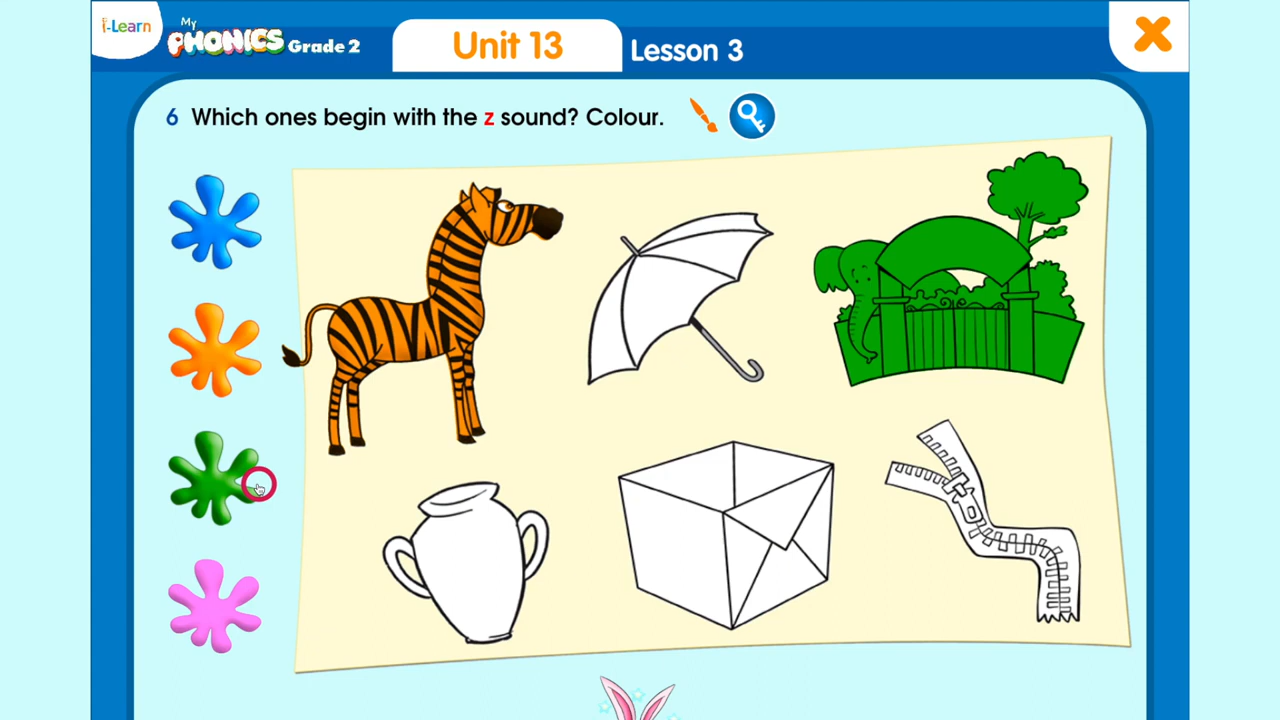 i-Learn
My
PHONICS Grade 2
Unit 13
Lesson 3
6 Which ones begin with the z sound? Colour.